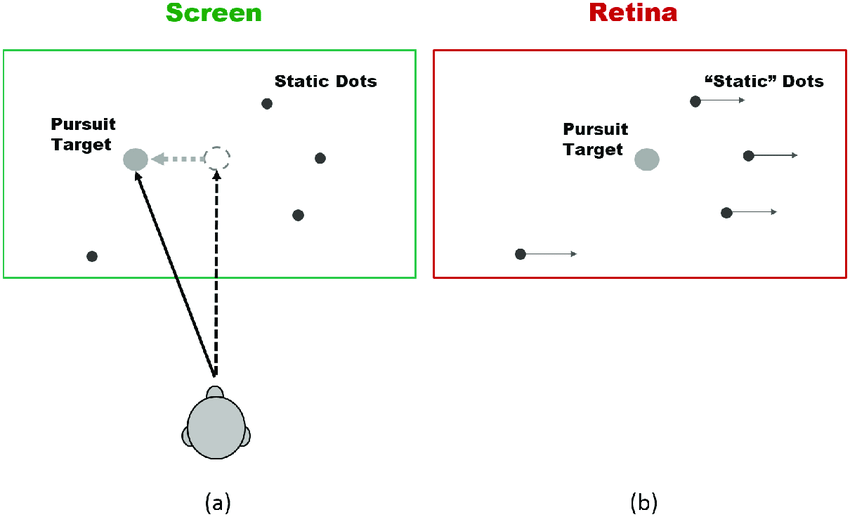 Screen
Static Dots
Pursuit
Target
(a)
Retina
“Static” Dots
Pursuit
Target
(b)